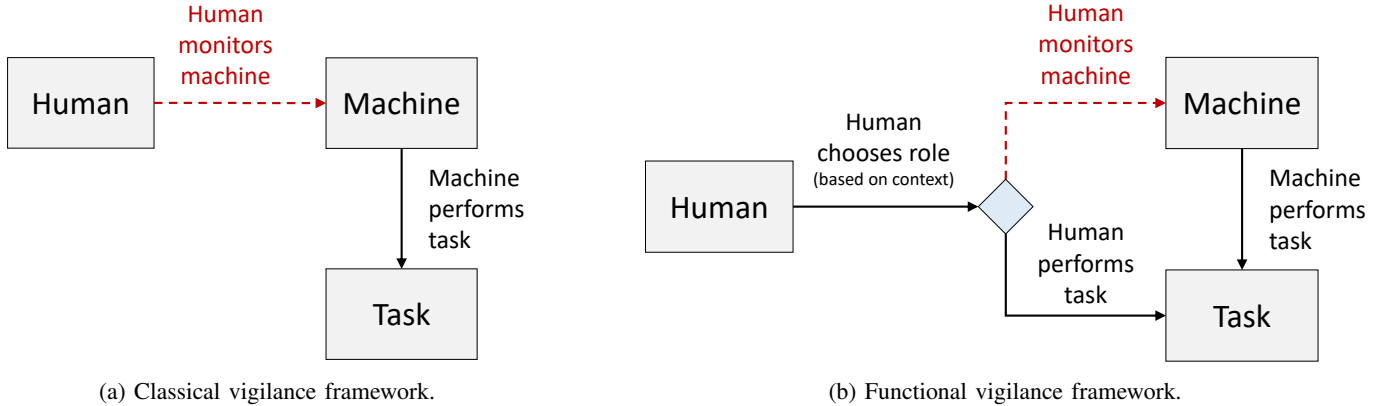 Human
monitors
machine
Human
Machine
Machine
performs
task
Task
(a) Classical vigilance framework.
Human
monitors
machine
Machine
Human
chooses role
(based on context)
Human
Machine
performs
task
Human
performs
task
Task
(b) Functional vigilance framework.